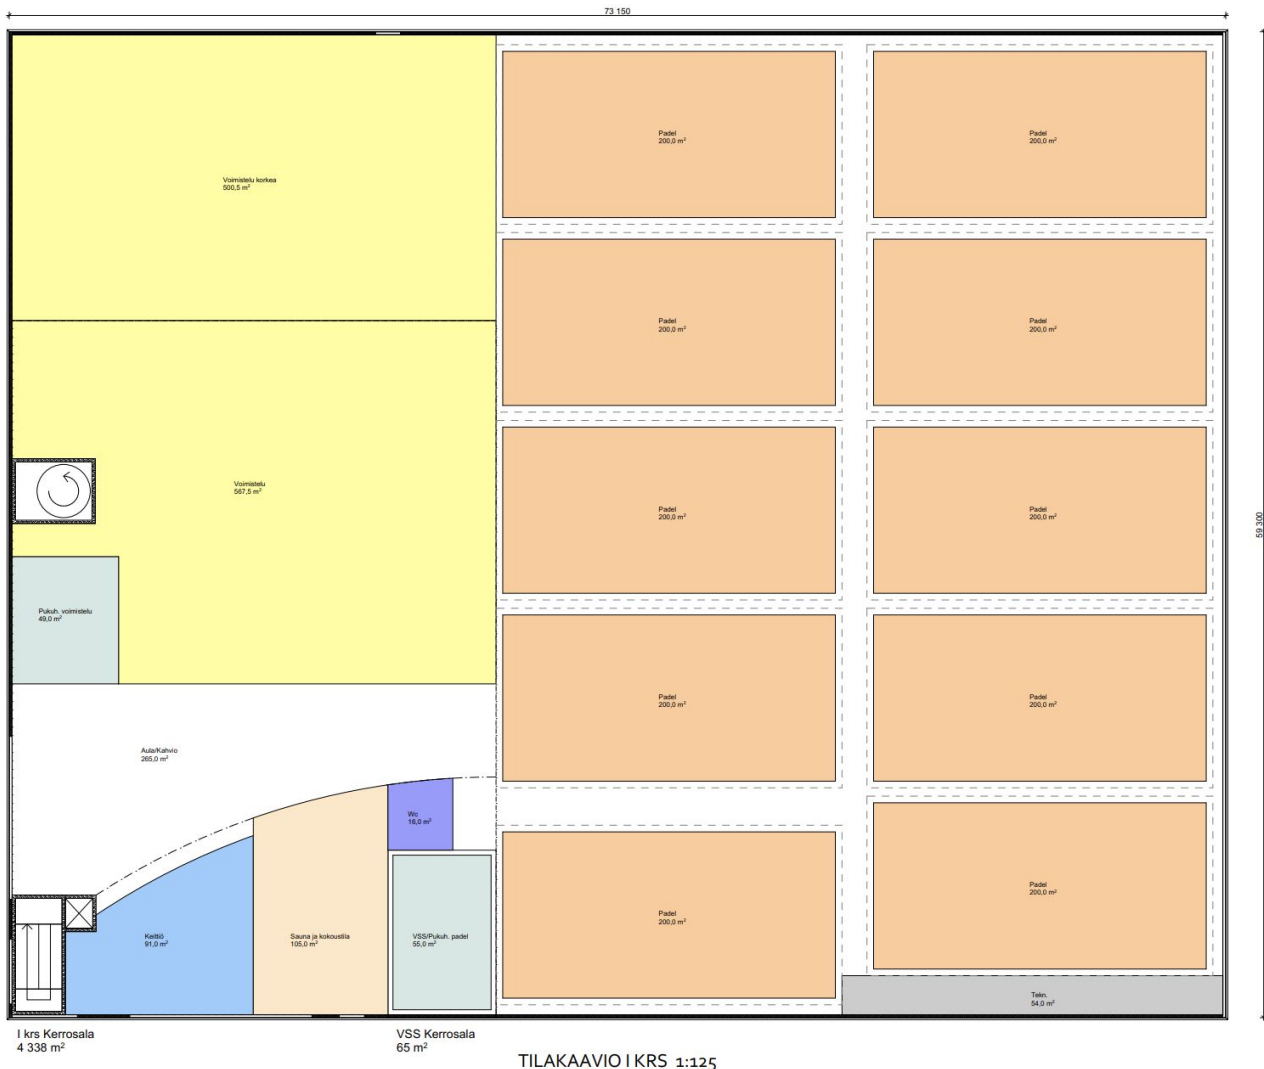 73 150
Padel
200,0 m²
Padel
200,0 m²
Voimistelu korkea
500,5 m²
Padel
200,0 m²
Padel
200,0 m²
Voimistelu
567,5 m²
Padel
200,0 m²
Padel
200,0 m²
59 300
Pukuh. voimistelu
49,0 m²
Padel
200,0 m²
Padel
200,0 m²
Aula/Kahvio
265,0 m²
Wc
16,0 m²
Padel
200,0 m²
Padel
200,0 m²
Keittiö
91,0 m²
Sauna ja kokoustila
105,0 m²
VSS/Pukuh. padel
55,0 m²
Tekn.
54,0 m²
I krs Kerrosala
4 338 m²
VSS Kerrosala
65 m²
TILAKAAVIO I KRS 1:125